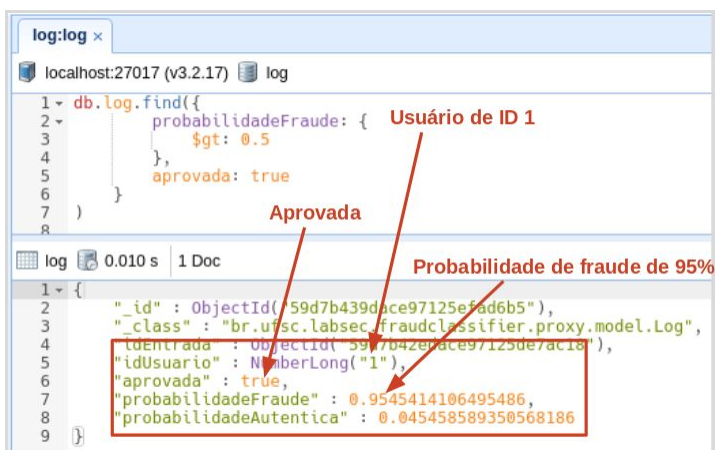 log:log ×
localhost:27017 (v3.2.17) log
1 db.log.find({
2 probabilidadeFraude: {
3 $gt: 0.5
4 },
5 aprovada: true
6 }
7 )
8
Usuário de ID 1
Aprovada
log 0.010 s 1 Doc
Probabilidade de fraude de 95%
1 {
2 "_id" : ObjectId("59d7b439dace97125efad6b5"),
3 "_class" : "br.ufsc.labsec.fraudclassifier.proxy.model.Log",
4 "idEntrada" : ObjectId("59d7b42edace97125de7ac18"),
5 "idUsuario" : NumberLong("1"),
6 "aprovada" : true,
7 "probabilidadeFraude" : 0.9545414106495486,
8 "probabilidadeAutentica" : 0.045458589350568186
9 }